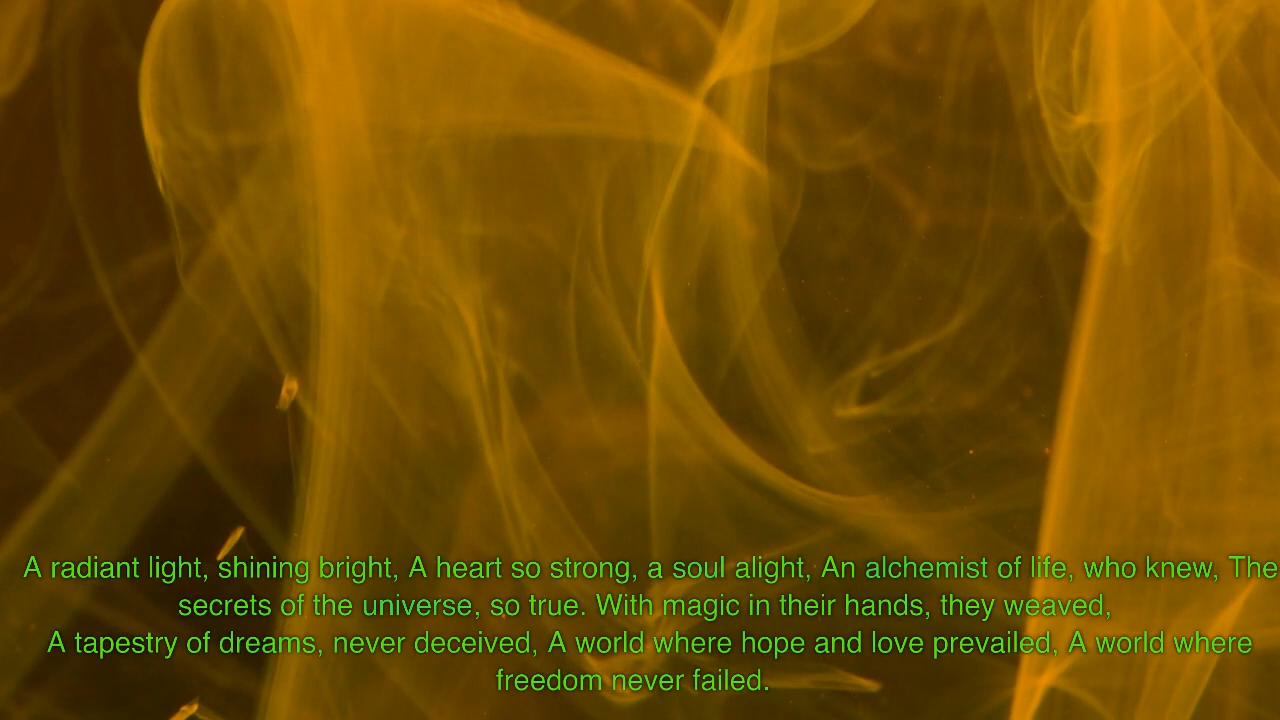 A radiant light, shining bright, A heart so strong, a soul alight, An alchemist of life, who knew, The
secrets of the universe, so true. With magic in their hands, they weaved,
A tapestry of dreams, never deceived, A world where hope and love prevailed, A world where
freedom never failed.